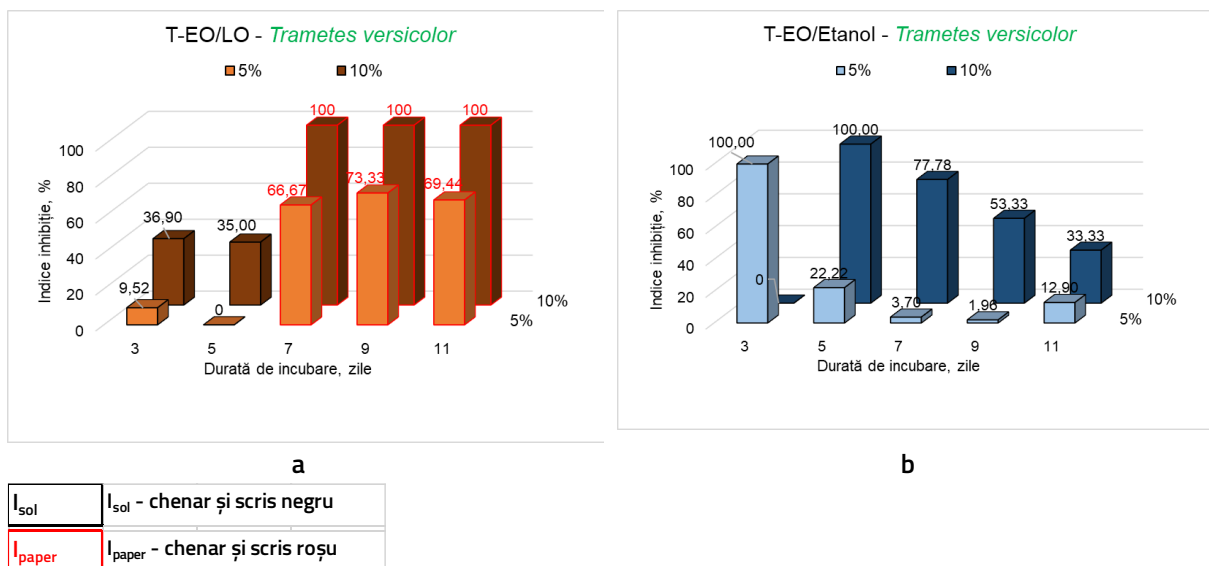 T-EO/LO - Trametes versicolor
5% 10%
100 100 100
100
80
60
40
20
0
36,90 35,00
9,52 0 66,67 73,33 69,44
Indice inhibiție, %
10%
5%
3 5 7 9 11
Durată de incubare, zile
a
T-EO/Etanol - Trametes versicolor
5% 10%
100,00 100,00
77,78
53,33
33,33
100
80
60
40
20
0
0 22,22 3,70 1,96 12,90
Indice inhibiție, %
10%
5%
3 5 7 9 11
Durată de incubare, zile
b
Isol Isol - chenar și scris negru
Ipaper Ipaper - chenar și scris roșu